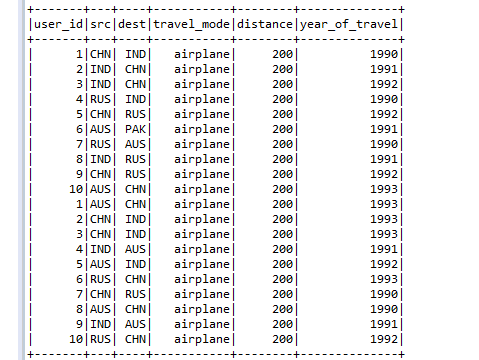 +-------+---+----+-----------+--------+--------------+
|user_id|src|dest|travel_mode|distance|year_of_travel|
+-------+---+----+-----------+--------+--------------+
|      1|CHN| IND|   airplane|     200|          1990|
|      2|IND| CHN|   airplane|     200|          1991|
|      3|IND| CHN|   airplane|     200|          1992|
|      4|RUS| IND|   airplane|     200|          1990|
|      5|CHN| RUS|   airplane|     200|          1992|
|      6|AUS| PAK|   airplane|     200|          1991|
|      7|RUS| AUS|   airplane|     200|          1990|
|      8|IND| RUS|   airplane|     200|          1991|
|      9|CHN| RUS|   airplane|     200|          1992|
|     10|AUS| CHN|   airplane|     200|          1993|
|      1|AUS| CHN|   airplane|     200|          1993|
|      2|CHN| IND|   airplane|     200|          1993|
|      3|CHN| IND|   airplane|     200|          1993|
|      4|IND| AUS|   airplane|     200|          1991|
|      5|AUS| IND|   airplane|     200|          1992|
|      6|RUS| CHN|   airplane|     200|          1993|
|      7|CHN| RUS|   airplane|     200|          1990|
|      8|AUS| CHN|   airplane|     200|          1990|
|      9|IND| AUS|   airplane|     200|          1991|
|     10|RUS| CHN|   airplane|     200|          1992|
+-------+---+----+-----------+--------+--------------+